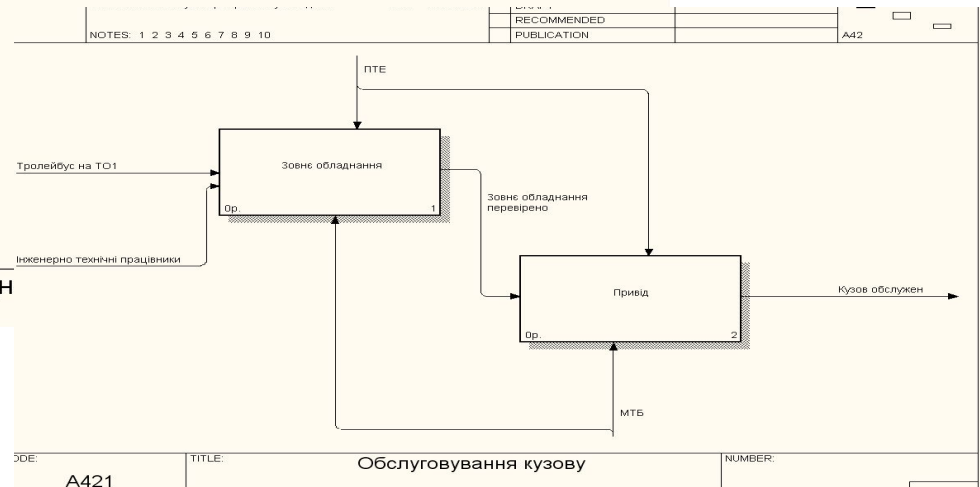 RECOMMENDED
NOTES: 1 2 3 4 5 6 7 8 9 10
PUBLICATION
A42
ПТЕ
Тролейбус на ТО1
Зовнє обладнання
0р. 1
Зовнє обладнання
перевірено
Інженерно технічні працівники
Н
Привід
Кузов обслужен
0р. 2
МТБ
ODE:
TITLE:
Обслуговування кузову
NUMBER:
A421